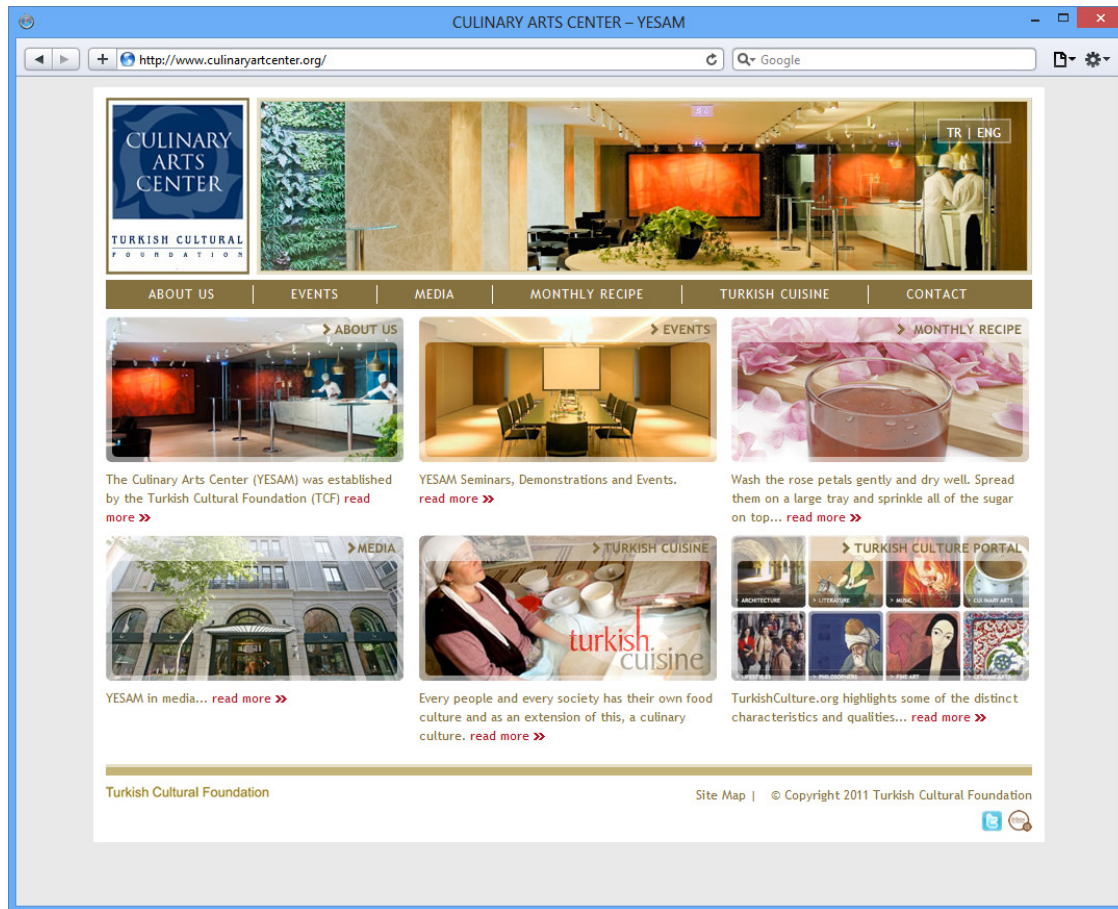 CULINARY ARTS CENTER – YESAM
http://www.culinaryartcenter.org/
Google
CULINARY
ARTS
CENTER
TURKISH CULTURAL
FOUNDATION
TR | ENG
ABOUT US
EVENTS
MEDIA
MONTHLY RECIPE
TURKISH CUISINE
CONTACT
ABOUT US
The Culinary Arts Center (YESAM) was established
by the Turkish Cultural Foundation (TCF) read
more »
EVENTS
YESAM Seminars, Demonstrations and Events.
read more »
MONTHLY RECIPE
Wash the rose petals gently and dry well. Spread
them on a large tray and sprinkle all of the sugar
on top... read more »
MEDIA
YESAM in media... read more »
TURKISH CUISINE
turkish
cuisine
Every people and every society has their own food
culture and as an extension of this, a culinary
culture. read more »
TURKISH CULTURE PORTAL
> ARCHITECTURE
> LITERATURE
> MUSIC
> CULINARY ARTS
> LIFESTYLES
> PHILOSOPHERS
> FINE ART
> CERAMIC ARTS
TurkishCulture.org highlights some of the distinct
characteristics and qualities... read more »
Turkish Cultural Foundation
Site Map | © Copyright 2011 Turkish Cultural Foundation